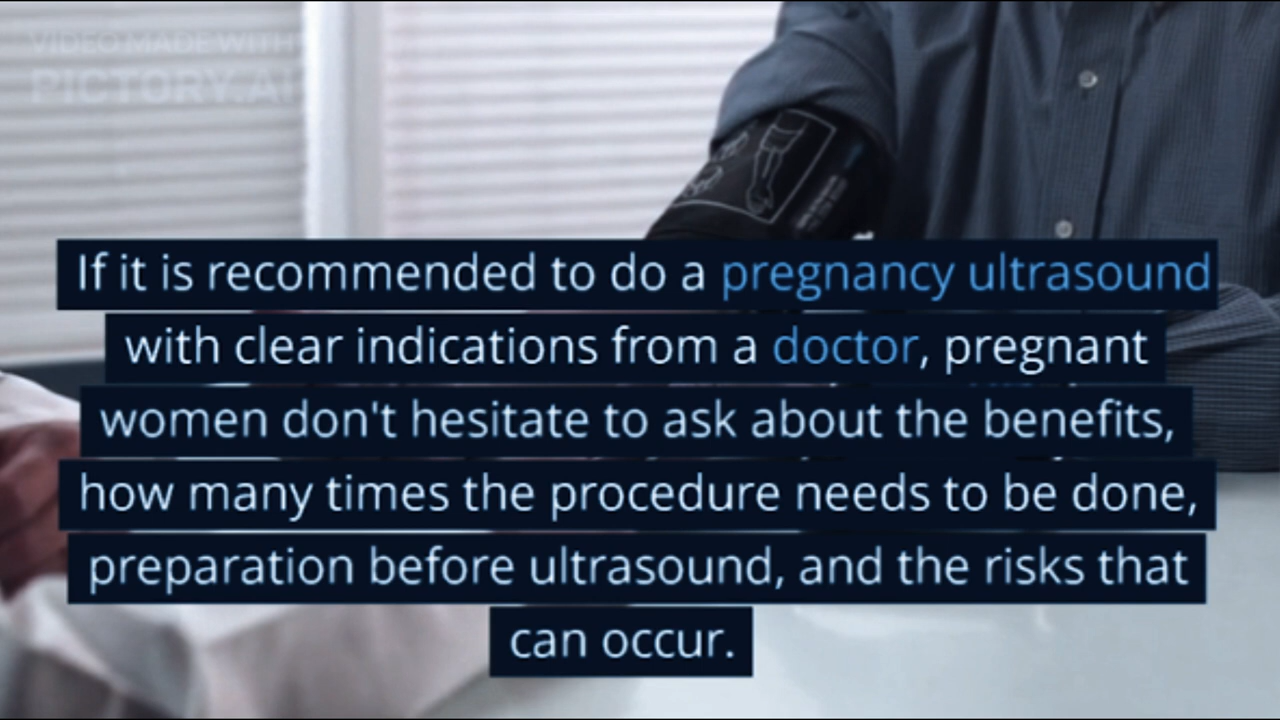 VIDEO MADE WITH
PICTORY.AI
If it is recommended to do a pregnancy ultrasound
with clear indications from a doctor, pregnant
women don't hesitate to ask about the benefits,
how many times the procedure needs to be done,
preparation before ultrasound, and the risks that
can occur.